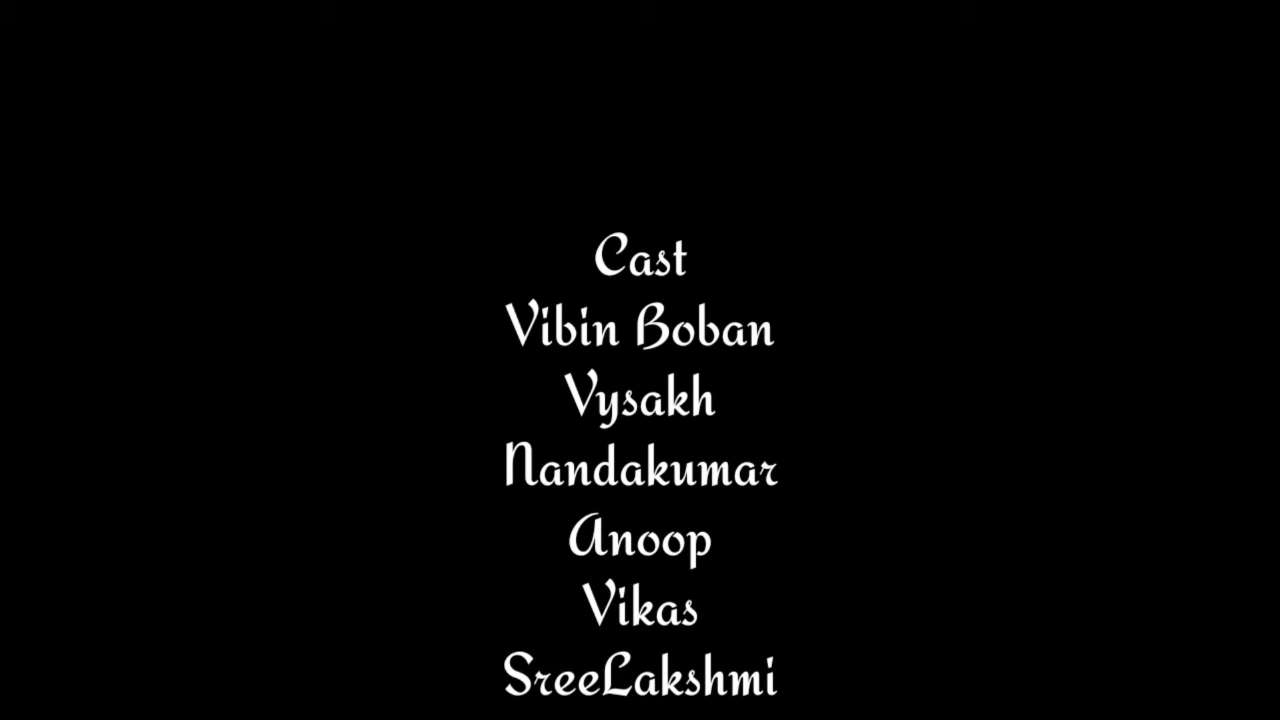 Cast
Vibin Boban
Vysakh
Nandakumar
Anoop
Vikas
SreeLakshmi